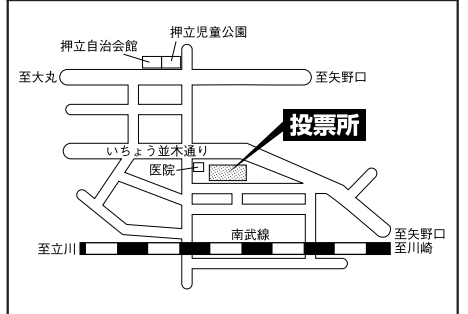 押立児童公園
押立自治会館
至大丸
至矢野口
投票所
いちょう並木通り
医院
南武線
至矢野口
至立川
至川崎